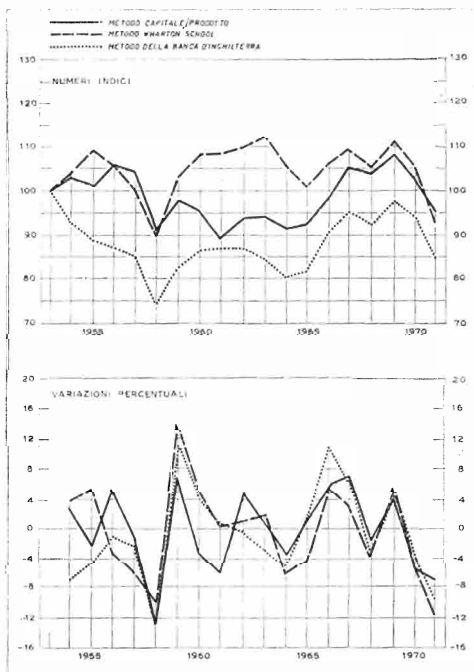 METODO CAPITALE/PRODOTTO
METODO WHARTON SCHOOL
METODO DELLA BANCA D'INGHILTERRA
130 130
NUMERI INDICI
120 120
110 110
100 100
90 90
80 80
70 70
1955 1960 1965 1970
20 20
VARIAZIONI PERCENTUALI
16 16
12 12
8 8
4 4
0 0
-4 -4
-8 -8
-12 -12
-16 -16
1955 1960 1965 1970